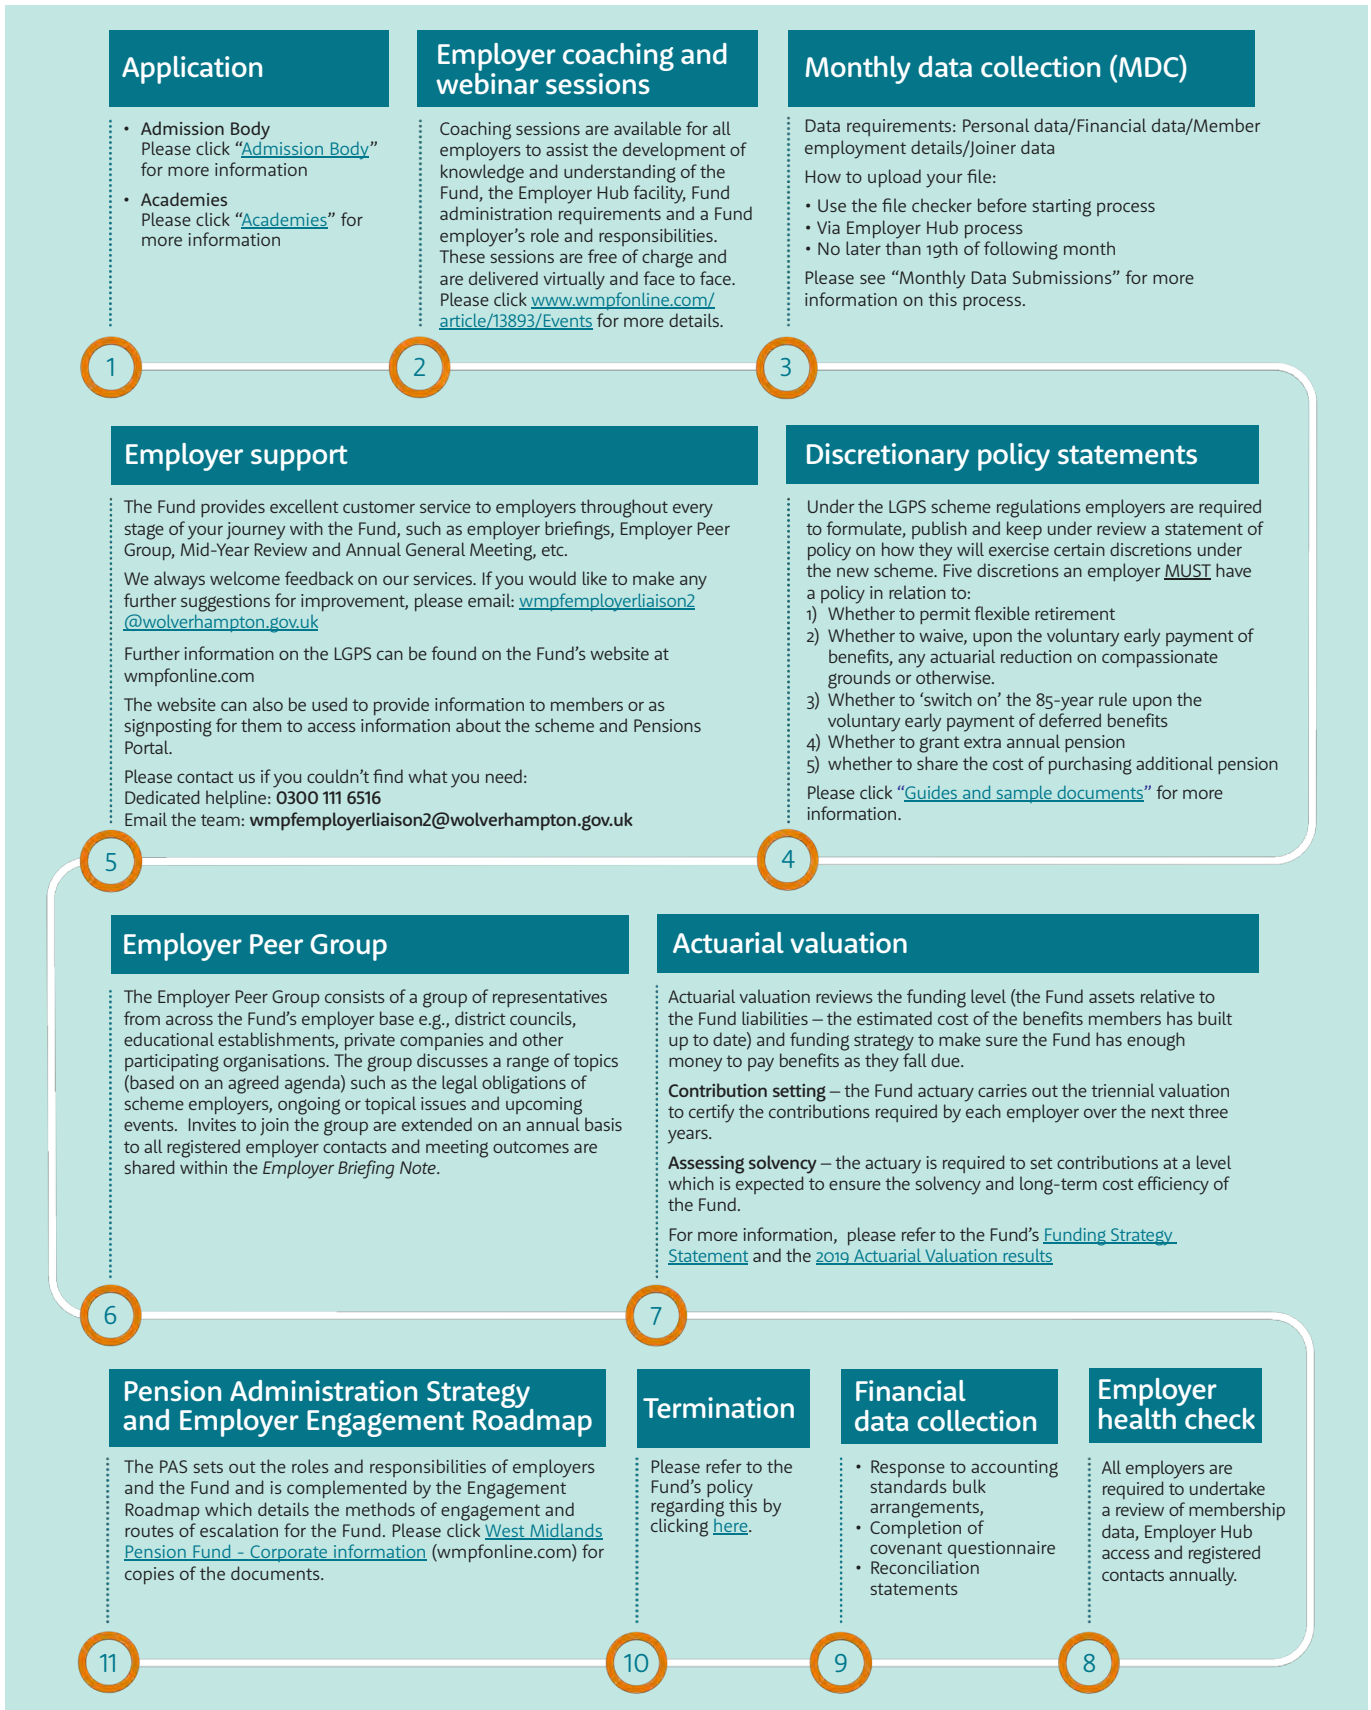 Application
• Admission Body
Please click “Admission Body”
for more information
• Academies
Please click “Academies” for
more information
1
Employer coaching and
webinar sessions
Coaching sessions are available for all
employers to assist the development of
knowledge and understanding of the
Fund, the Employer Hub facility, Fund
administration requirements and a Fund
employer’s role and responsibilities.
These sessions are free of charge and
are delivered virtually and face to face.
Please click www.wmpfonline.com/
article/13893/Events for more details.
2
Monthly data collection (MDC)
Data requirements: Personal data/Financial data/Member
employment details/Joiner data
How to upload your file:
• Use the file checker before starting process
• Via Employer Hub process
• No later than 19th of following month
Please see “Monthly Data Submissions” for more
information on this process.
3
Discretionary policy statements
Under the LGPS scheme regulations employers are required
to formulate, publish and keep under review a statement of
policy on how they will exercise certain discretions under
the new scheme. Five discretions an employer MUST have
a policy in relation to:
1) Whether to permit flexible retirement
2) Whether to waive, upon the voluntary early payment of
benefits, any actuarial reduction on compassionate
grounds or otherwise.
3) Whether to ‘switch on’ the 85-year rule upon the
voluntary early payment of deferred benefits
4) Whether to grant extra annual pension
5) whether to share the cost of purchasing additional pension
Please click “Guides and sample documents” for more
information.
4
Employer support
The Fund provides excellent customer service to employers throughout every
stage of your journey with the Fund, such as employer briefings, Employer Peer
Group, Mid-Year Review and Annual General Meeting, etc.
We always welcome feedback on our services. If you would like to make any
further suggestions for improvement, please email: wmpfemployerliaison2
@wolverhampton.gov.uk
Further information on the LGPS can be found on the Fund’s website at
wmpfonline.com
The website can also be used to provide information to members or as
signposting for them to access information about the scheme and Pensions
Portal.
Please contact us if you couldn’t find what you need:
Dedicated helpline: 0300 111 6516
Email the team: wmpfemployerliaison2@wolverhampton.gov.uk
5
Employer Peer Group
The Employer Peer Group consists of a group of representatives
from across the Fund’s employer base e.g., district councils,
educational establishments, private companies and other
participating organisations. The group discusses a range of topics
(based on an agreed agenda) such as the legal obligations of
scheme employers, ongoing or topical issues and upcoming
events. Invites to join the group are extended on an annual basis
to all registered employer contacts and meeting outcomes are
shared within the Employer Briefing Note.
6
Actuarial valuation
Actuarial valuation reviews the funding level (the Fund assets relative to
the Fund liabilities – the estimated cost of the benefits members has built
up to date) and funding strategy to make sure the Fund has enough
money to pay benefits as they fall due.
Contribution setting – the Fund actuary carries out the triennial valuation
to certify the contributions required by each employer over the next three
years.
Assessing solvency – the actuary is required to set contributions at a level
which is expected to ensure the solvency and long-term cost efficiency of
the Fund.
For more information, please refer to the Fund’s Funding Strategy
Statement and the 2019 Actuarial Valuation results
7
Employer
health check
All employers are
required to undertake
a review of membership
data, Employer Hub
access and registered
contacts annually.
8
Financial
data collection
• Response to accounting
standards bulk
arrangements,
• Completion of
covenant questionnaire
• Reconciliation
statements
9
Termination
Please refer to the
Fund’s policy
regarding this by
clicking here.
10
Pension Administration Strategy
and Employer Engagement Roadmap
The PAS sets out the roles and responsibilities of employers
and the Fund and is complemented by the Engagement
Roadmap which details the methods of engagement and
routes of escalation for the Fund. Please click West Midlands
Pension Fund - Corporate information (wmpfonline.com) for
copies of the documents.
11